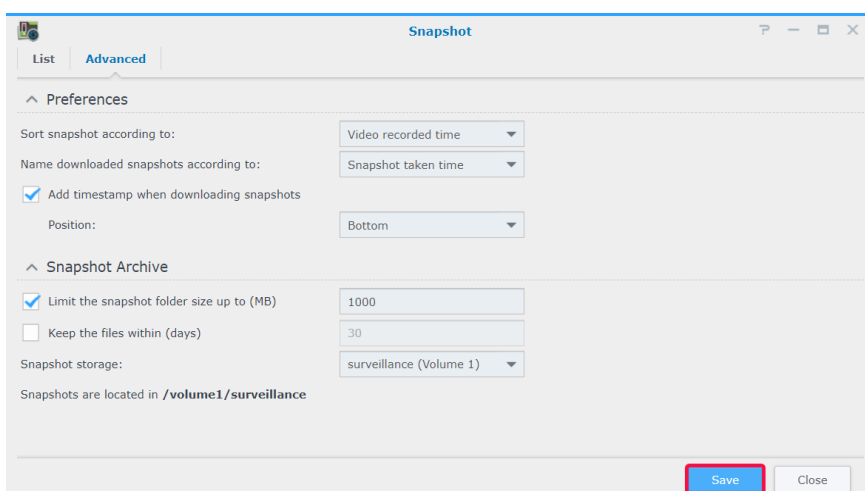 Snapshot
List Advanced
Preferences
Sort snapshot according to: Video recorded time
Name downloaded snapshots according to: Snapshot taken time
Add timestamp when downloading snapshots
Position: Bottom
Snapshot Archive
Limit the snapshot folder size up to (MB) 1000
Keep the files within (days) 30
Snapshot storage: surveillance (Volume 1)
Snapshots are located in /volume1/surveillance
Save Close